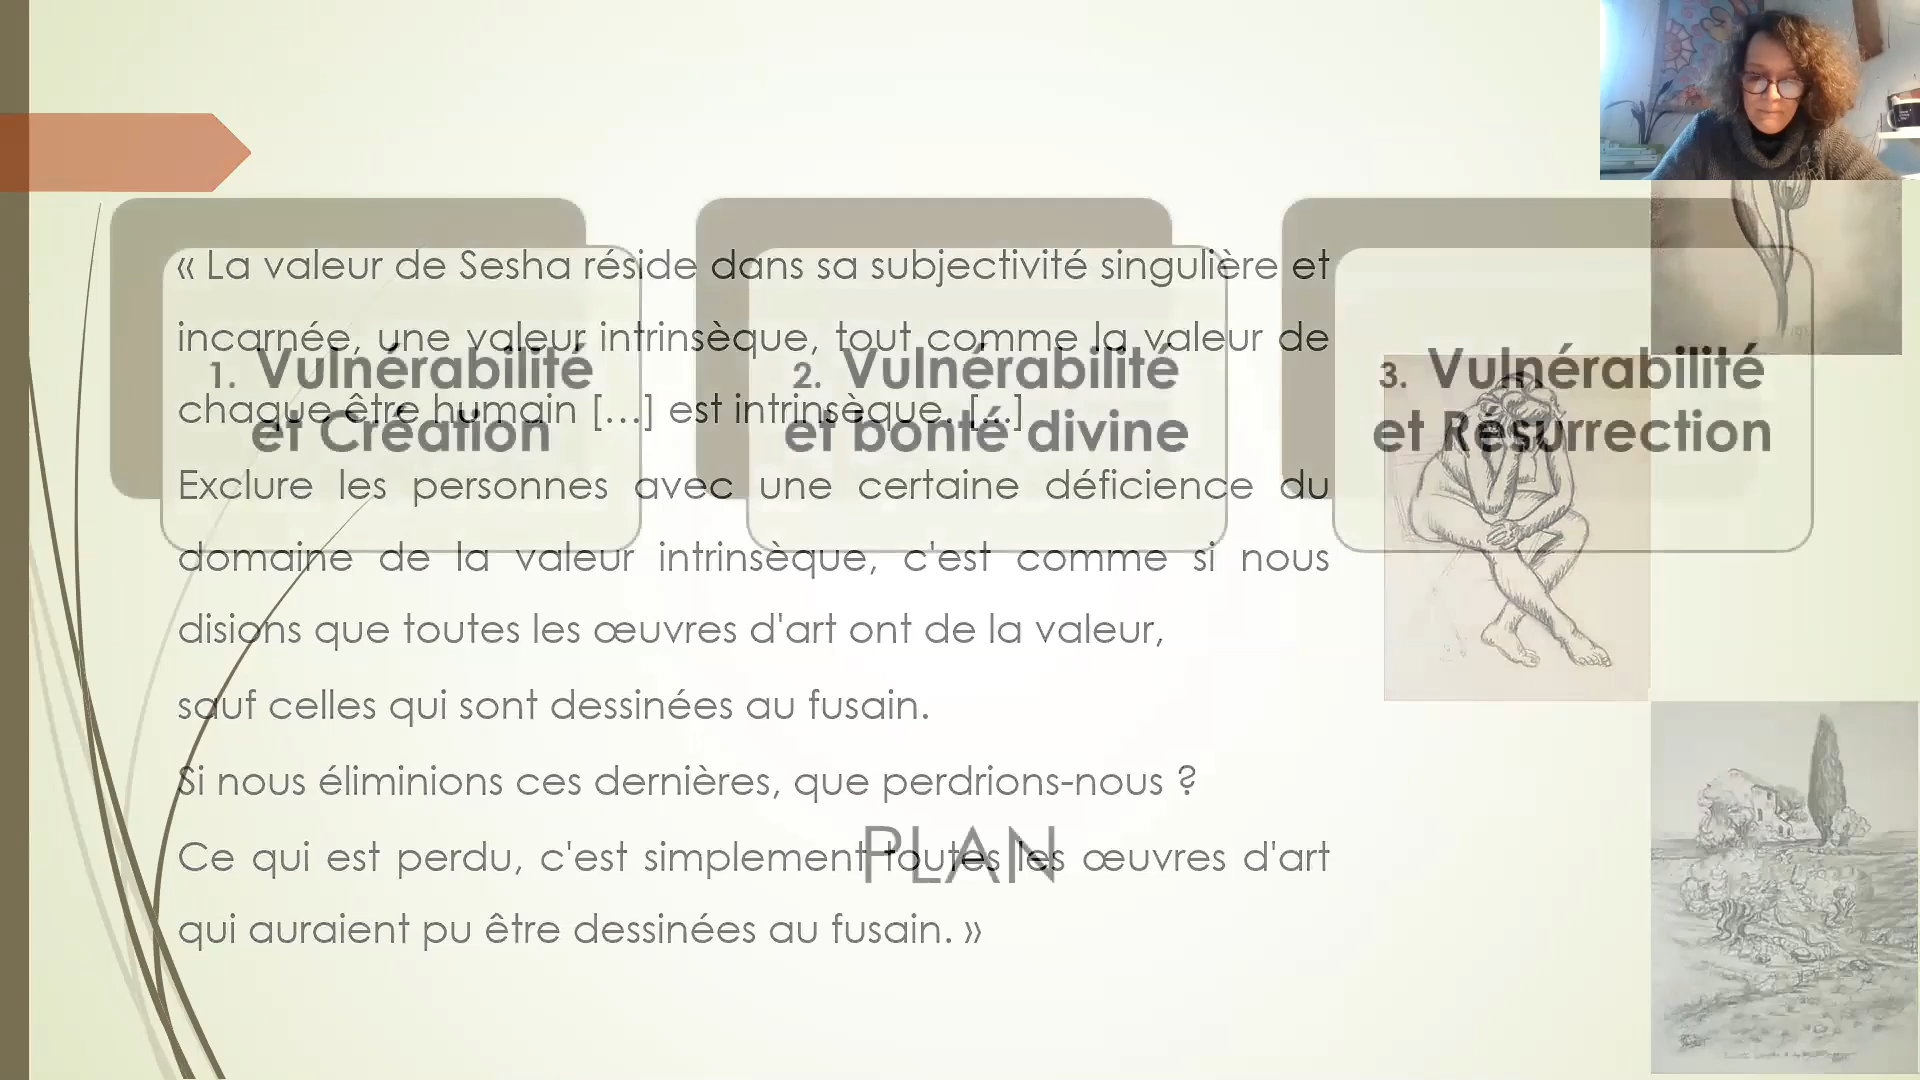 « La valeur de Sesha réside dans sa subjectivité singulière et
incarnée, une valeur intrinsèque, tout comme la valeur de
chaque être humain […] est intrinsèque. […]
Exclure les personnes avec une certaine déficience du
domaine de la valeur intrinsèque, c'est comme si nous
disions que toutes les œuvres d'art ont de la valeur,
sauf celles qui sont dessinées au fusain.
Si nous éliminions ces dernières, que perdrions-nous ?
Ce qui est perdu, c'est simplement toutes les œuvres d'art
qui auraient pu être dessinées au fusain. »
1. Vulnérabilité
et Création
2. Vulnérabilité
et bonté divine
3. Vulnérabilité
et Résurrection
PLAN